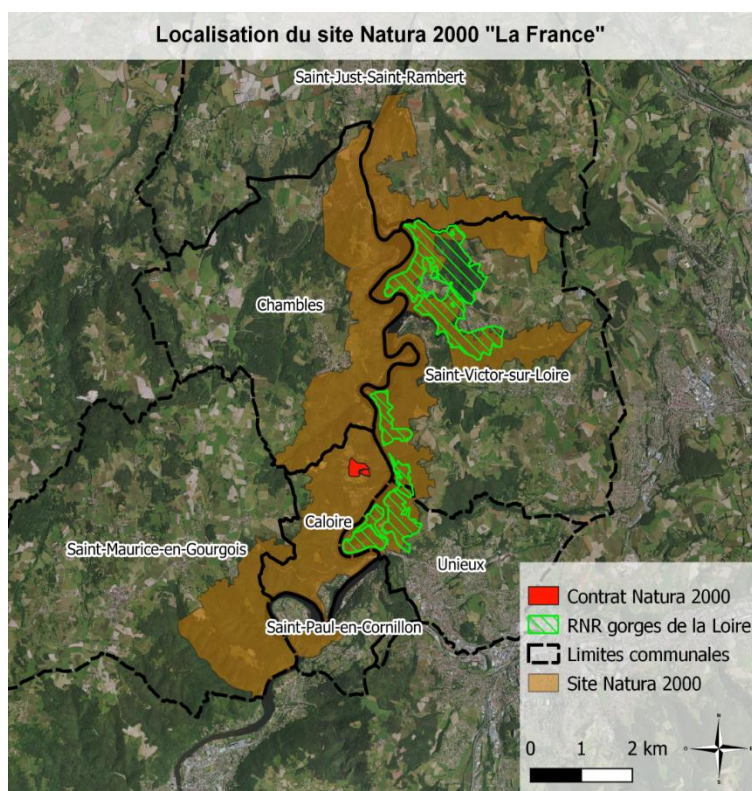 Localisation du site Natura 2000 "La France"
Saint-Just-Saint-Rambert
Chambles
Saint-Victor-sur-Loire
Caloire
Saint-Maurice-en-Gourgois
Unieux
Saint-Paul-en-Cornillon
Contrat Natura 2000
RNR gorges de la Loire
Limites communales
Site Natura 2000
0 1 2 km
N
O E
S